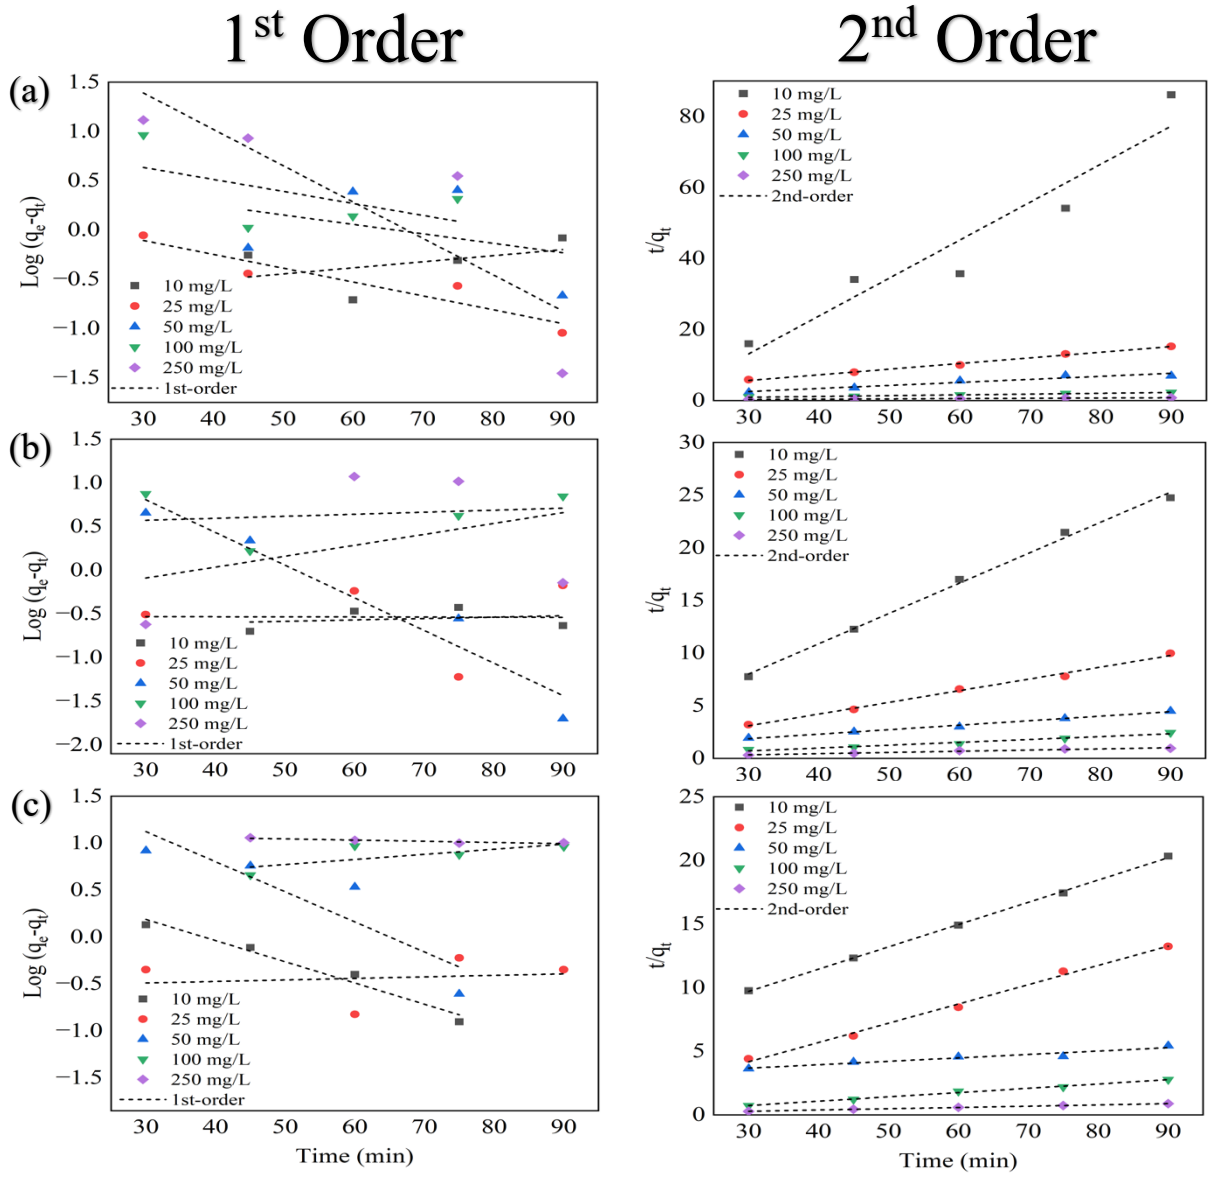 1st Order
2nd Order
(a)
1.5
1.0
0.5
0.0
−0.5
−1.0
−1.5
Log (qe-qt)
10 mg/L
25 mg/L
50 mg/L
100 mg/L
250 mg/L
1st-order
30 40 50 60 70 80 90
80
60
40
20
0
t/qt
10 mg/L
25 mg/L
50 mg/L
100 mg/L
250 mg/L
2nd-order
30 40 50 60 70 80 90
(b)
1.5
1.0
0.5
0.0
−0.5
−1.0
−1.5
−2.0
Log (qe-qt)
10 mg/L
25 mg/L
50 mg/L
100 mg/L
250 mg/L
1st-order
30 40 50 60 70 80 90
30
25
20
15
10
5
0
t/qt
10 mg/L
25 mg/L
50 mg/L
100 mg/L
250 mg/L
2nd-order
30 40 50 60 70 80 90
(c)
1.5
1.0
0.5
0.0
−0.5
−1.0
−1.5
Log (qe-qt)
10 mg/L
25 mg/L
50 mg/L
100 mg/L
250 mg/L
1st-order
30 40 50 60 70 80 90
Time (min)
25
20
15
10
5
0
t/qt
10 mg/L
25 mg/L
50 mg/L
100 mg/L
250 mg/L
2nd-order
30 40 50 60 70 80 90
Time (min)